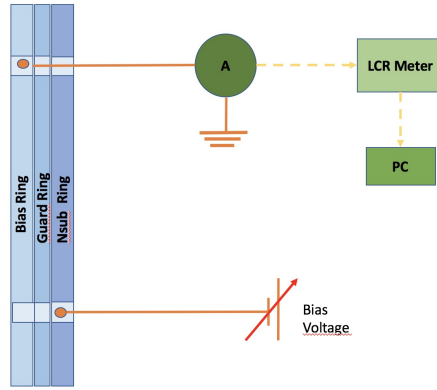 A
LCR Meter
PC
Bias Ring
Guard Ring
Nsub Ring
Bias
Voltage